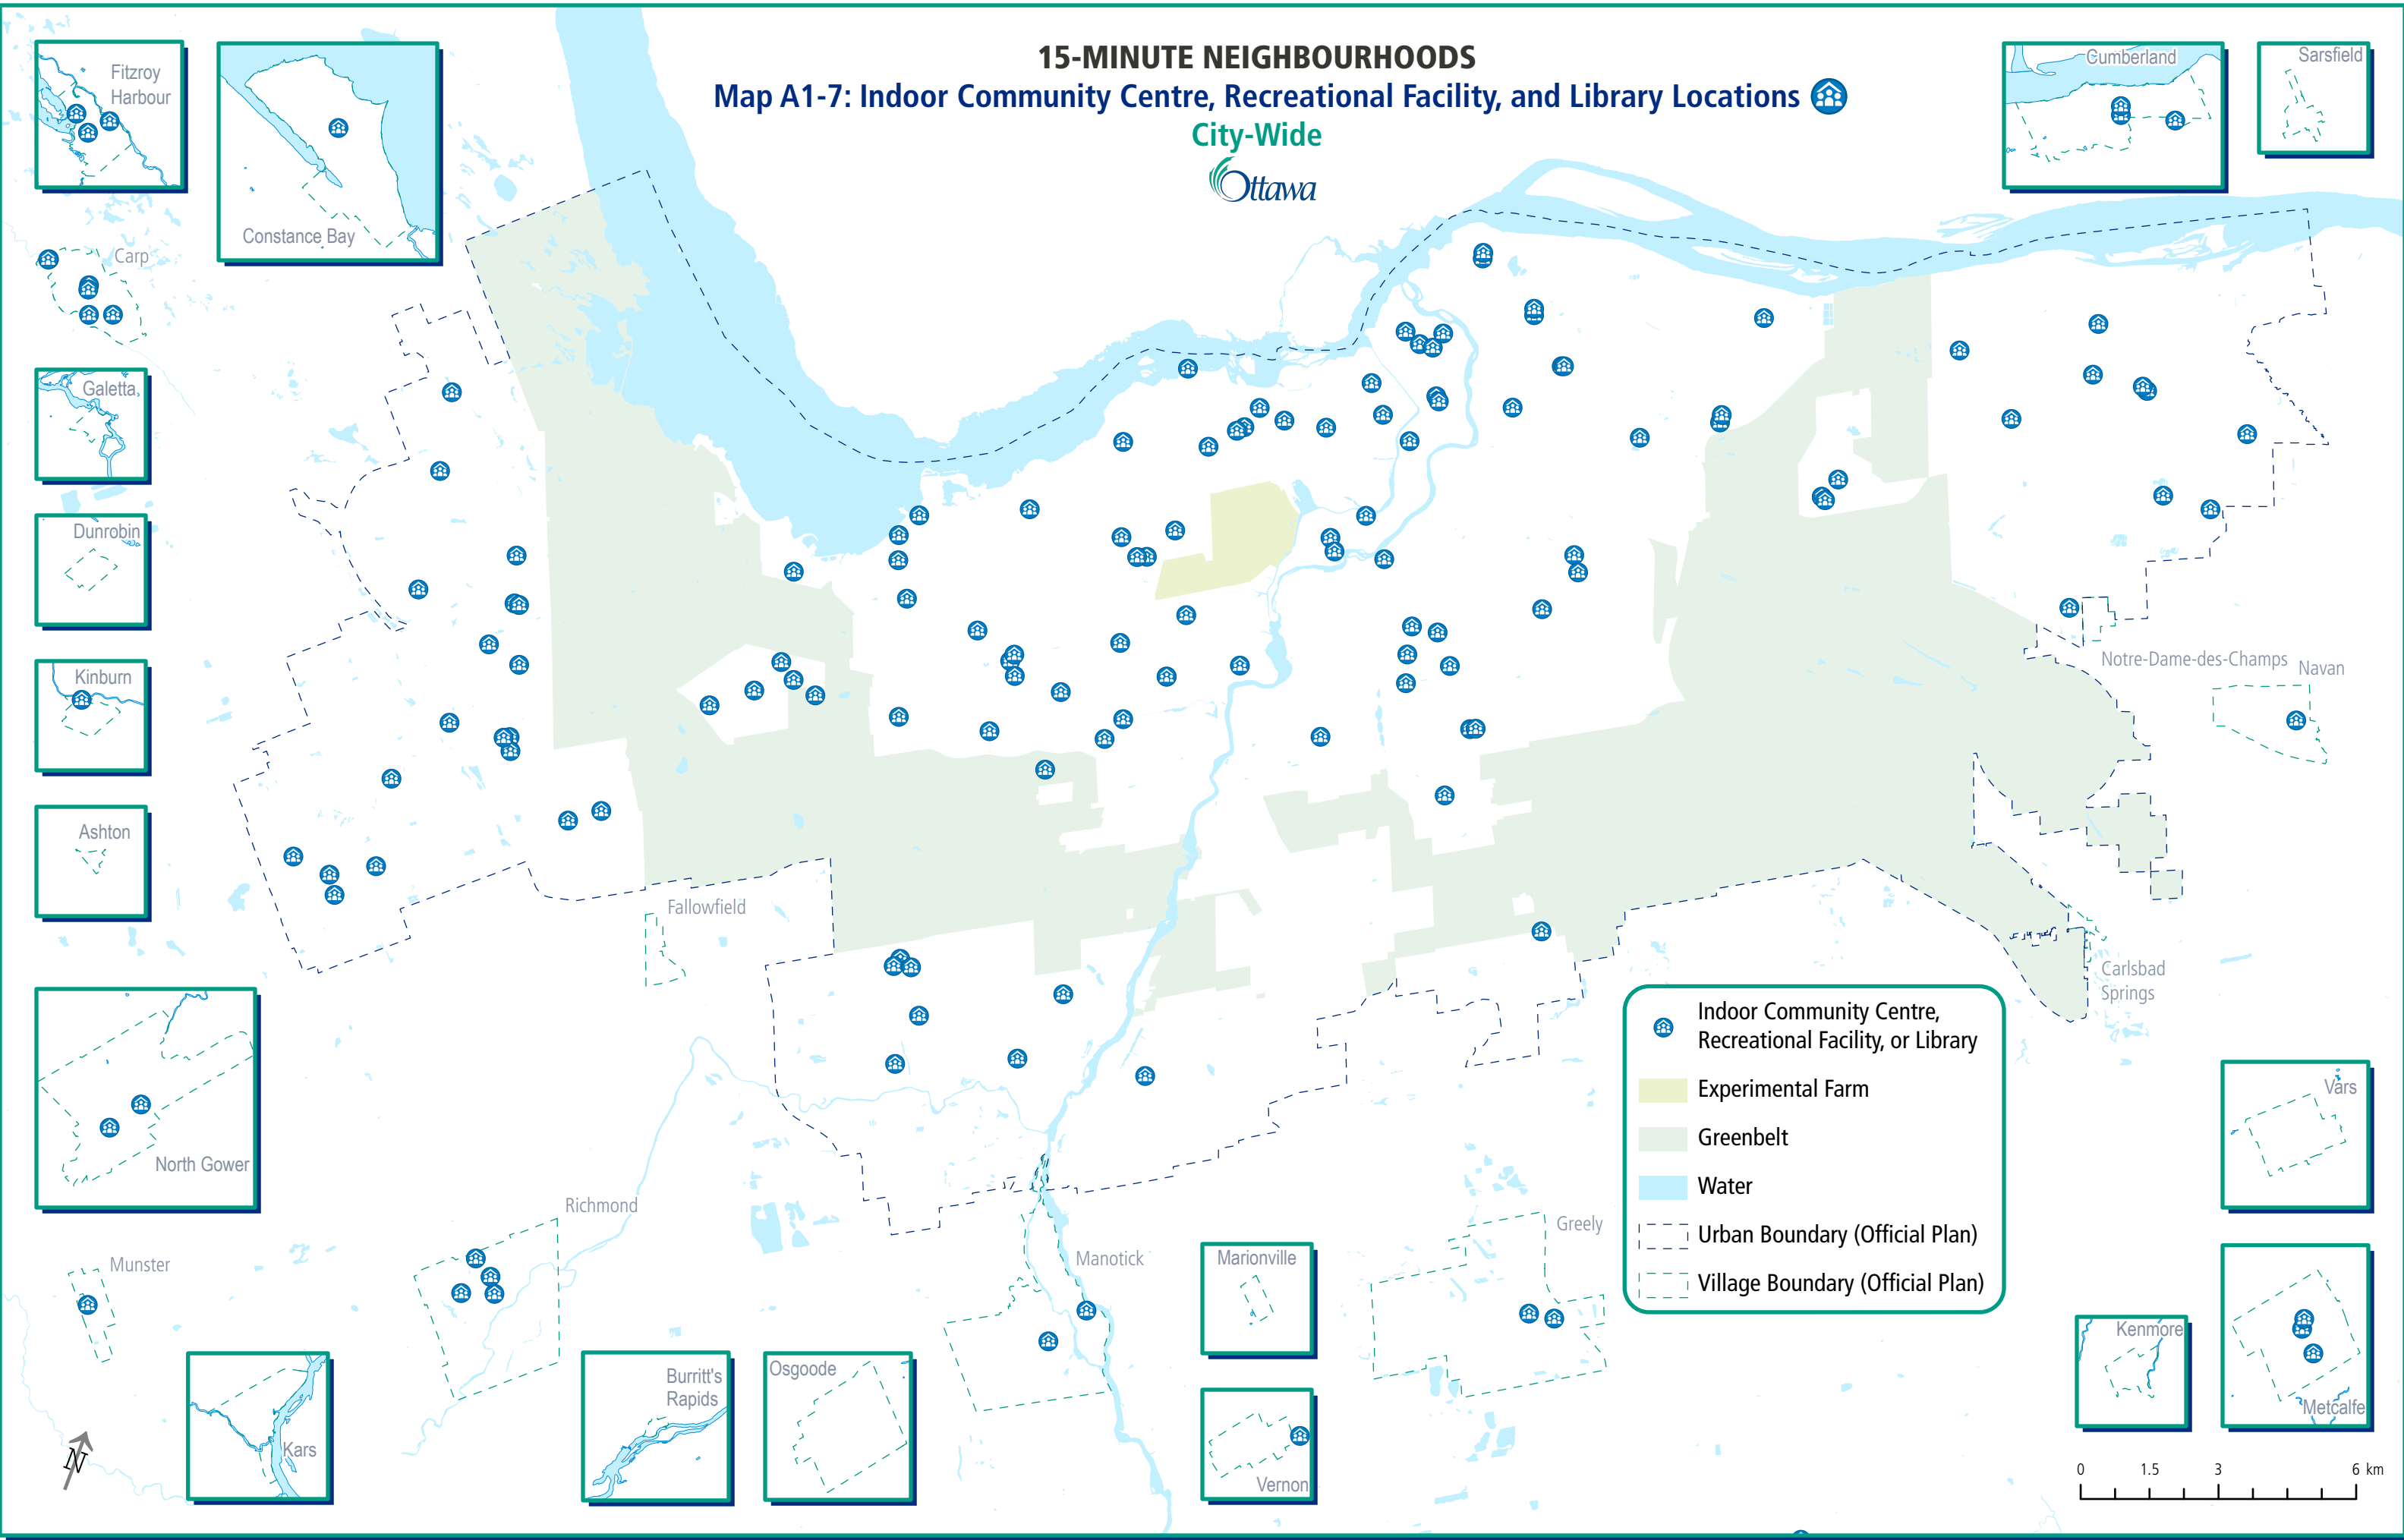 15-MINUTE NEIGHBOURHOODS
Map A1-7: Indoor Community Centre, Recreational Facility, and Library Locations
City-Wide
Ottawa
Fitzroy
Harbour
Constance Bay
Cumberland
Sarsfield
Carp
Galetta,
Dunrobin
Kinburn
Ashton
Notre-Dame-des-Champs
Navan
Fallowfield
Carlsbad
Springs
North Gower
Indoor Community Centre,
Recreational Facility, or Library
Experimental Farm
Greenbelt
Water
Urban Boundary (Official Plan)
Village Boundary (Official Plan)
Vars
Richmond
Greely
Munster
Manotick
Marionville
Kenmore
Metcalfe
Kars
Burritt's
Rapids
Osgoode
Vernon
N
0 1.5 3 6 km